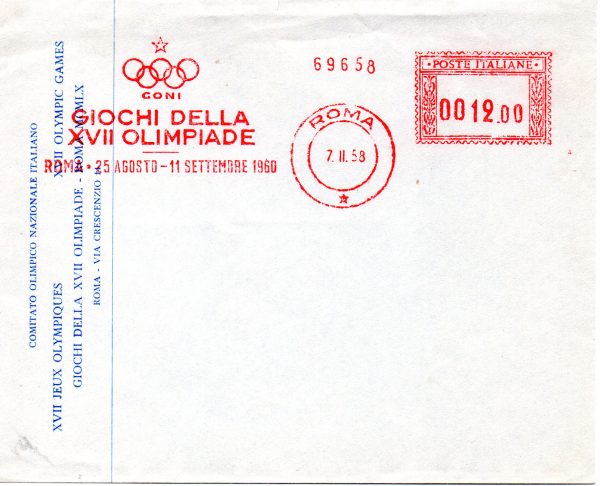 CONI
GIOCHI DELLA
XVII OLIMPIADE
ROMA • 25 AGOSTO - 11 SETTEMBRE 1960
69658
ROMA
7. II. 58
• POSTE ITALIANE •
0012.00
COMITATO OLIMPICO NAZIONALE ITALIANO
XVII JEUX OLYMPIQUES XVII OLYMPIC GAMES
GIOCHI DELLA XVII OLIMPIADE - ROMA MCMLX
ROMA - VIA CRESCENZIO